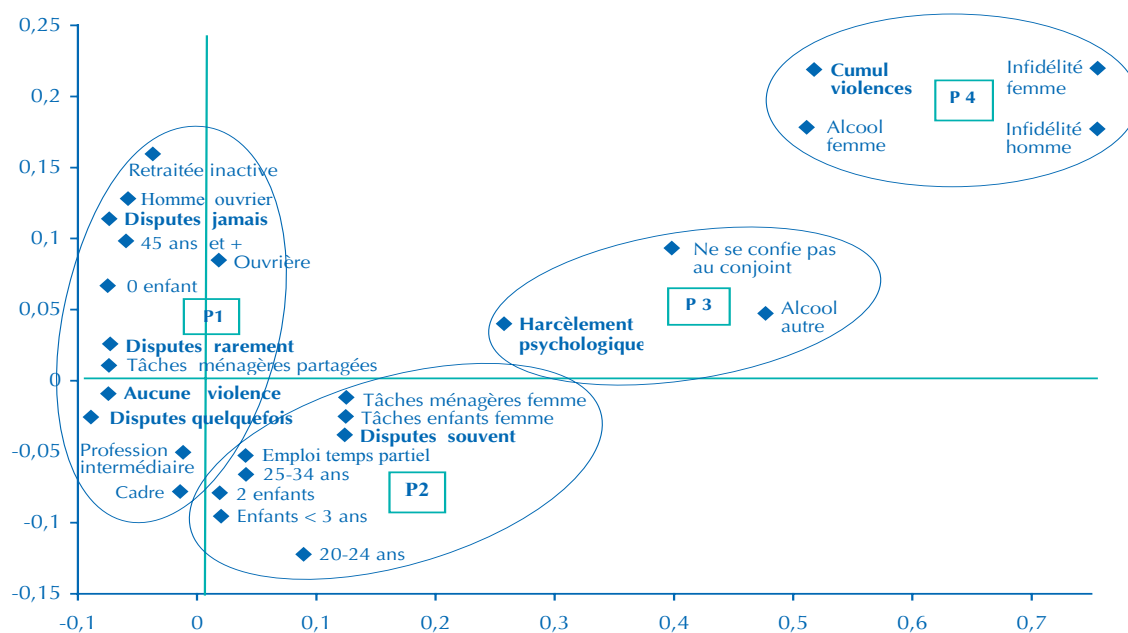 0,25
0,2
0,15
0,1
0,05
0
-0,05
-0,1
-0,15
-0,1
0
0,1
0,2
0,3
0,4
0,5
0,6
0,7
Cumul
violences
Alcool
femme
P 4
Infidélité
femme
Infidélité
homme
Retraitée inactive
Homme ouvrier
Disputes jamais
45 ans et +
Ouvrière
0 enfant
P1
Disputes rarement
Tâches ménagères partagées
Aucune violence
Disputes quelquefois
Profession
intermédiaire
Cadre
Ne se confie pas
au conjoint
P 3
Alcool
autre
Harcèlement
psychologique
Tâches ménagères femme
Tâches enfants femme
Disputes souvent
Emploi temps partiel
25-34 ans
2 enfants
Enfants < 3 ans
20-24 ans
P2